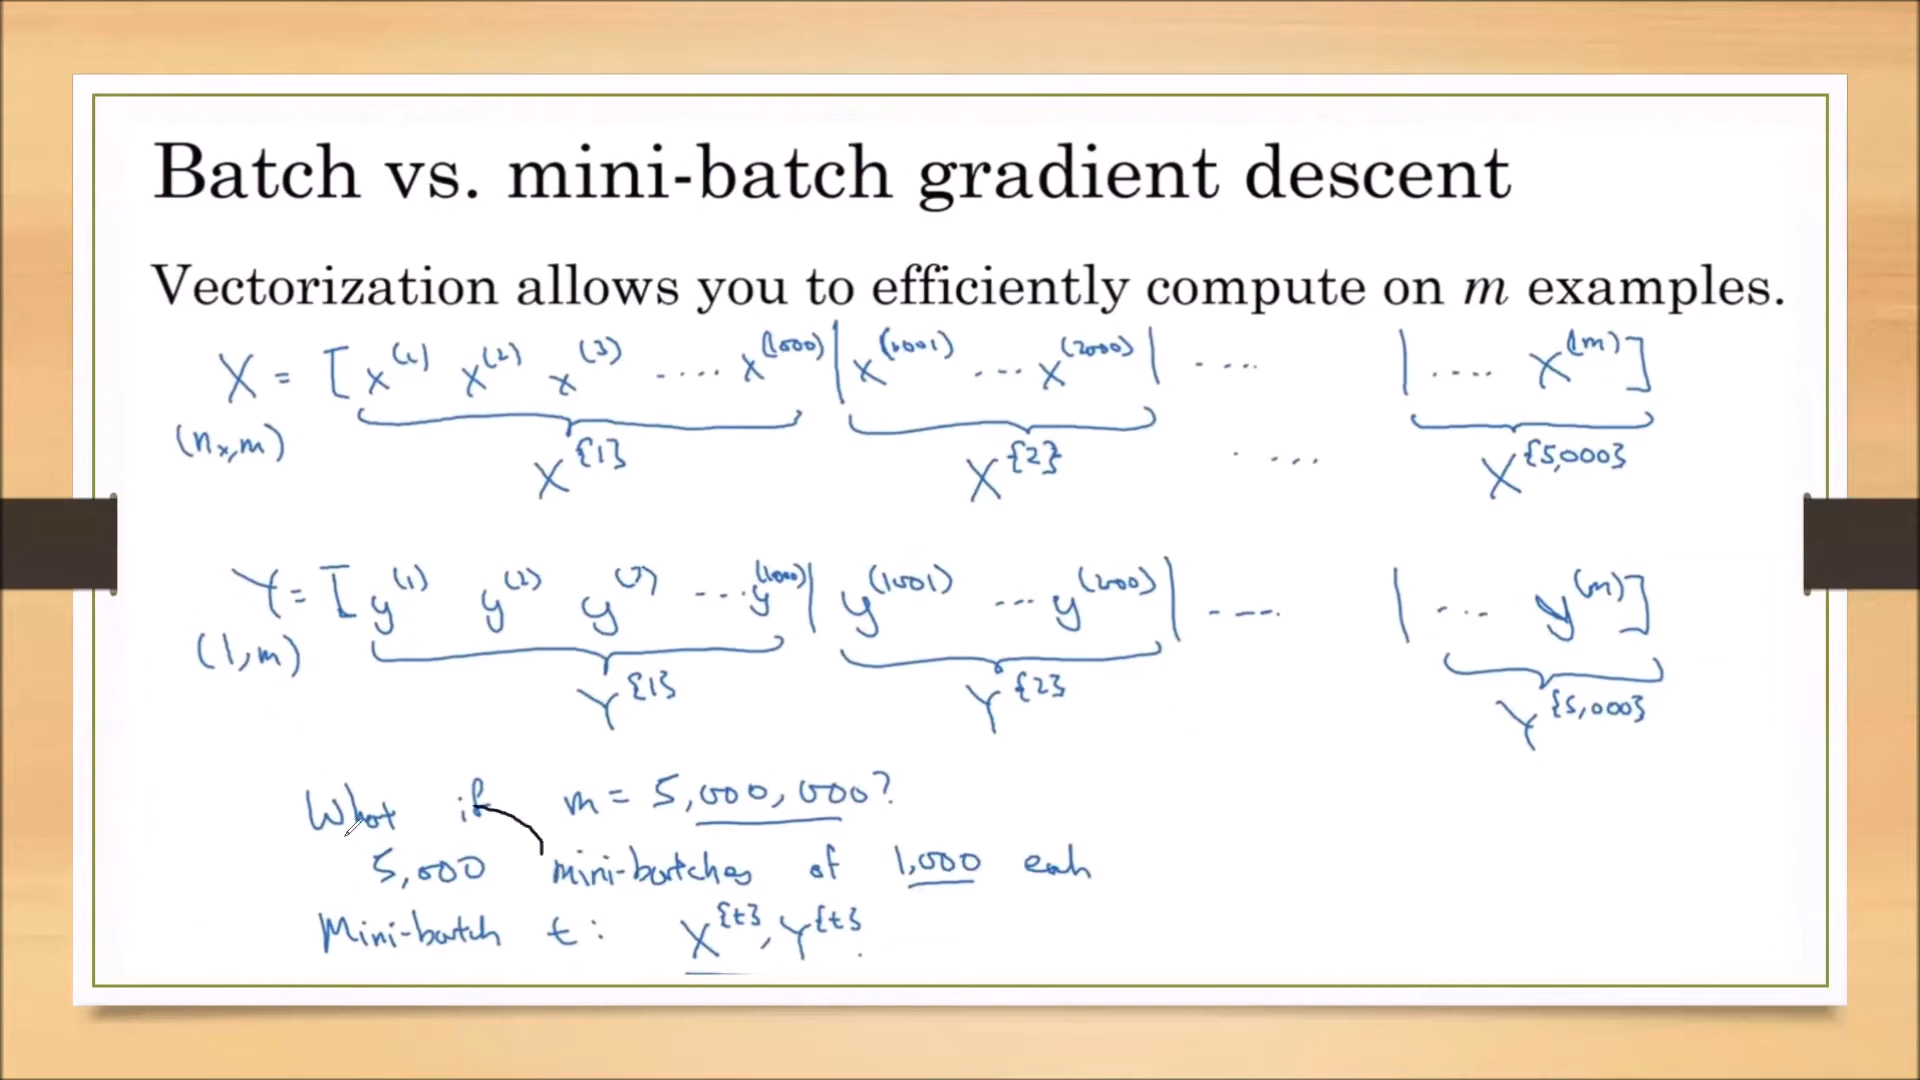 Batch vs. mini-batch gradient descent
Vectorization allows you to efficiently compute on m examples.
X = [x^(1) x^(2) x^(3) .... x^(1000) | x^(1001) ... x^(2000) | .... | .... x^(m)]
(n_x, m)
X^{1} X^{2} .... X^{5,000}
Y = [y^(1) y^(2) y^(3) ... y^(1000) | y^(1001) ... y^(2000) | .... | ... y^(m)]
(1, m)
Y^{1} Y^{2} Y^{5,000}
What if m = 5,000,000?
5,000 mini-batches of 1,000 each
Mini-batch t: X^{t}, Y^{t}.